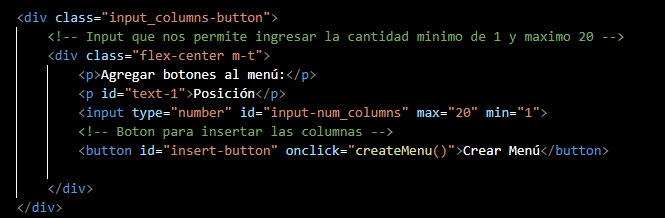 <div class="input_columns-button">
<!-- Input que nos permite ingresar la cantidad minimo de 1 y maximo 20 -->
<div class="flex-center m-t">
<p>Agregar botones al menú:</p>
<p id="text-1">Posición</p>
<input type="number" id="input-num_columns" max="20" min="1">
<!-- Boton para insertar las columnas -->
<button id="insert-button" onclick="createMenu()">Crear Menú</button>
</div>
</div>